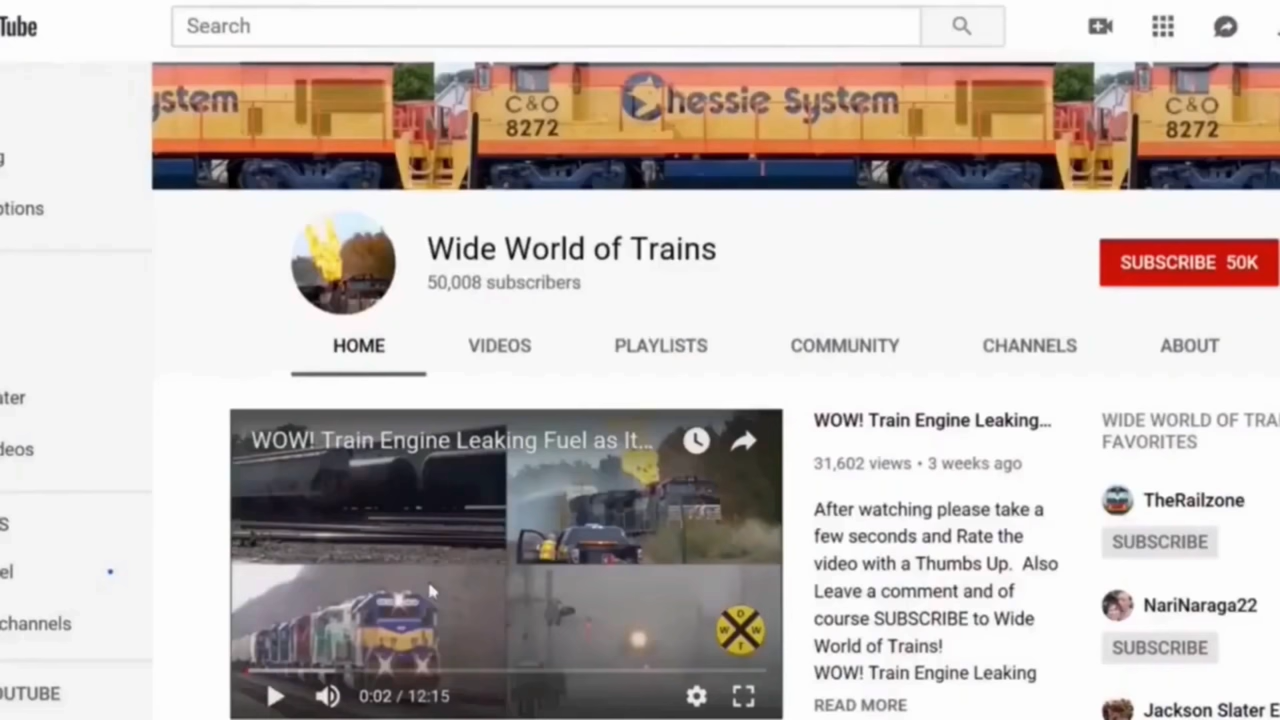 Tube
Search
ystem
C&O
8272
Chessie System
C&O
8272
g
otions
Wide World of Trains
50,008 subscribers
SUBSCRIBE 50K
HOME
VIDEOS
PLAYLISTS
COMMUNITY
CHANNELS
ABOUT
ater
deos
S
el
channels
OUTUBE
WOW! Train Engine Leaking Fuel as It...
0:02 / 12:15
WOW! Train Engine Leaking...
31,602 views • 3 weeks ago
After watching please take a
few seconds and Rate the
video with a Thumbs Up. Also
Leave a comment and of
course SUBSCRIBE to Wide
World of Trains!
WOW! Train Engine Leaking
READ MORE
WIDE WORLD OF TRAI
FAVORITES
TheRailzone
SUBSCRIBE
NariNaraga22
SUBSCRIBE
Jackson Slater E